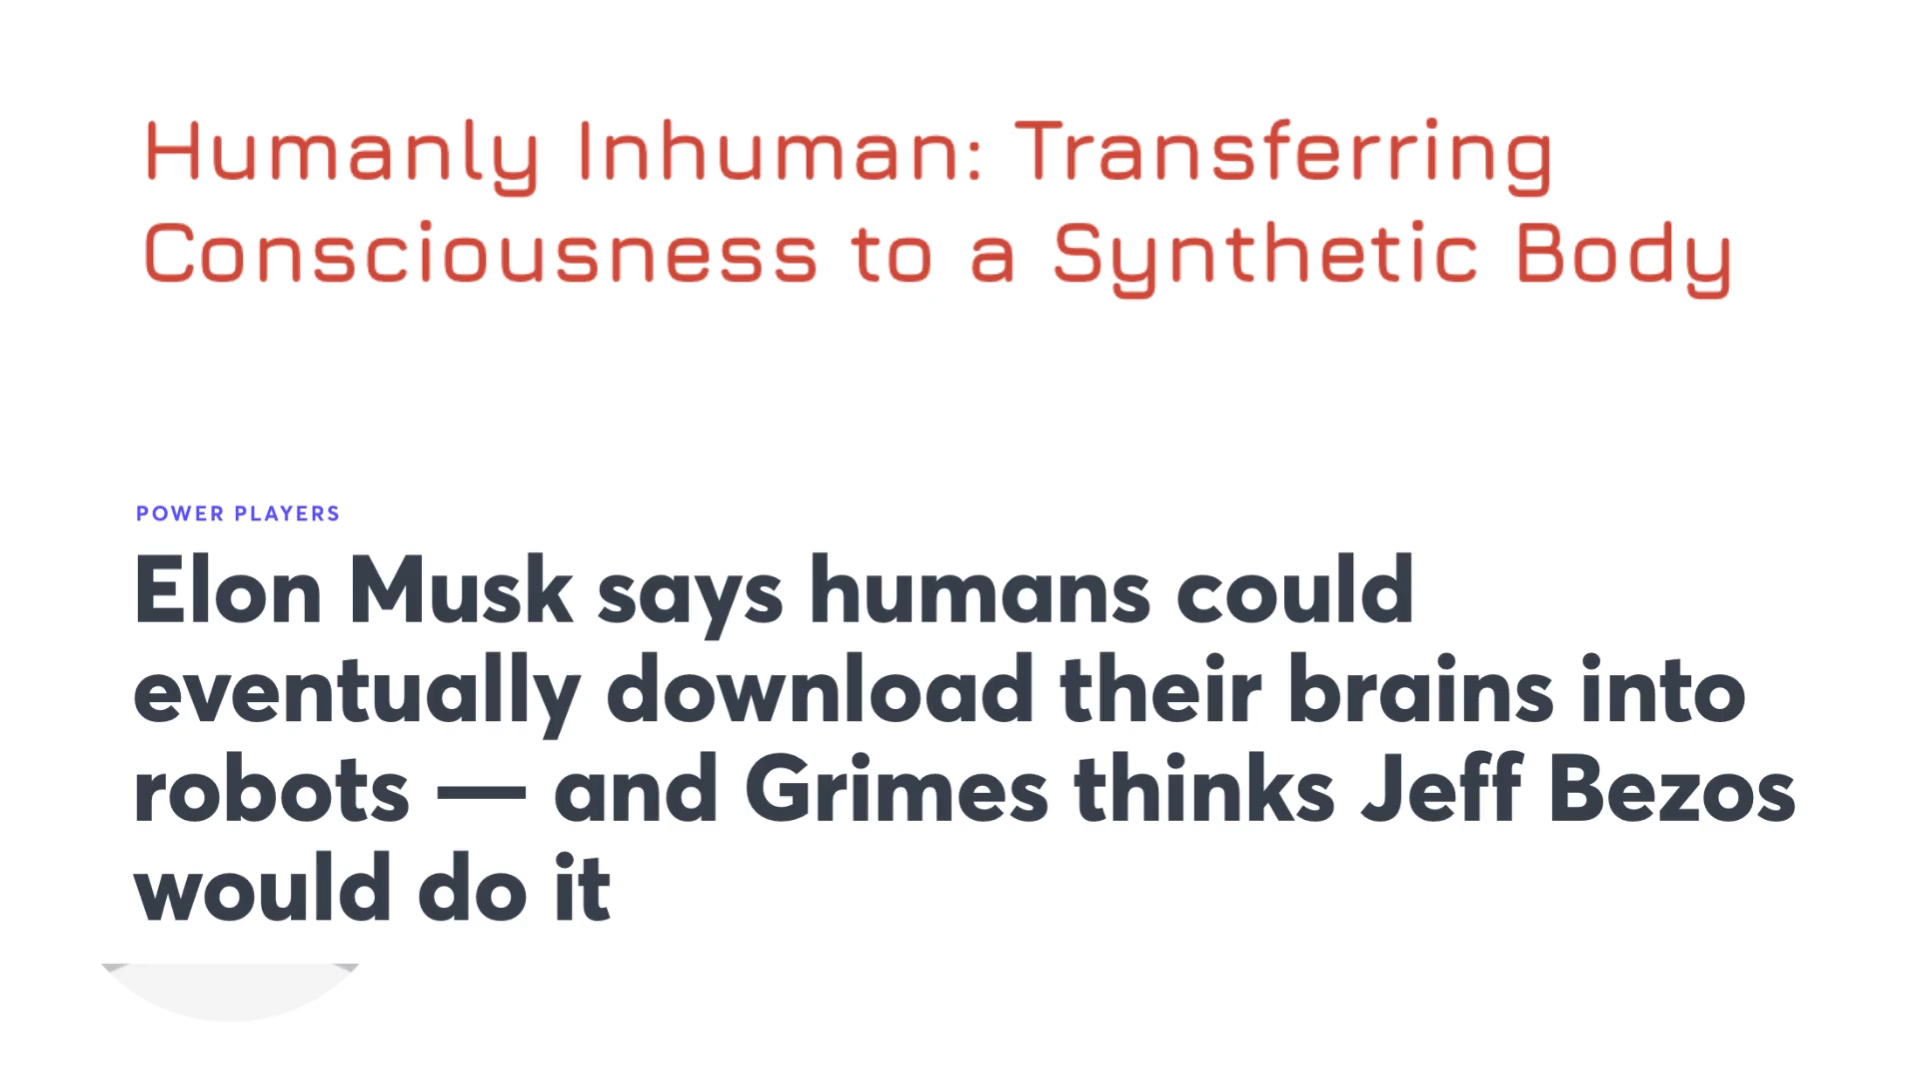 Humanly Inhuman: Transferring
Consciousness to a Synthetic Body
POWER PLAYERS
Elon Musk says humans could
eventually download their brains into
robots — and Grimes thinks Jeff Bezos
would do it